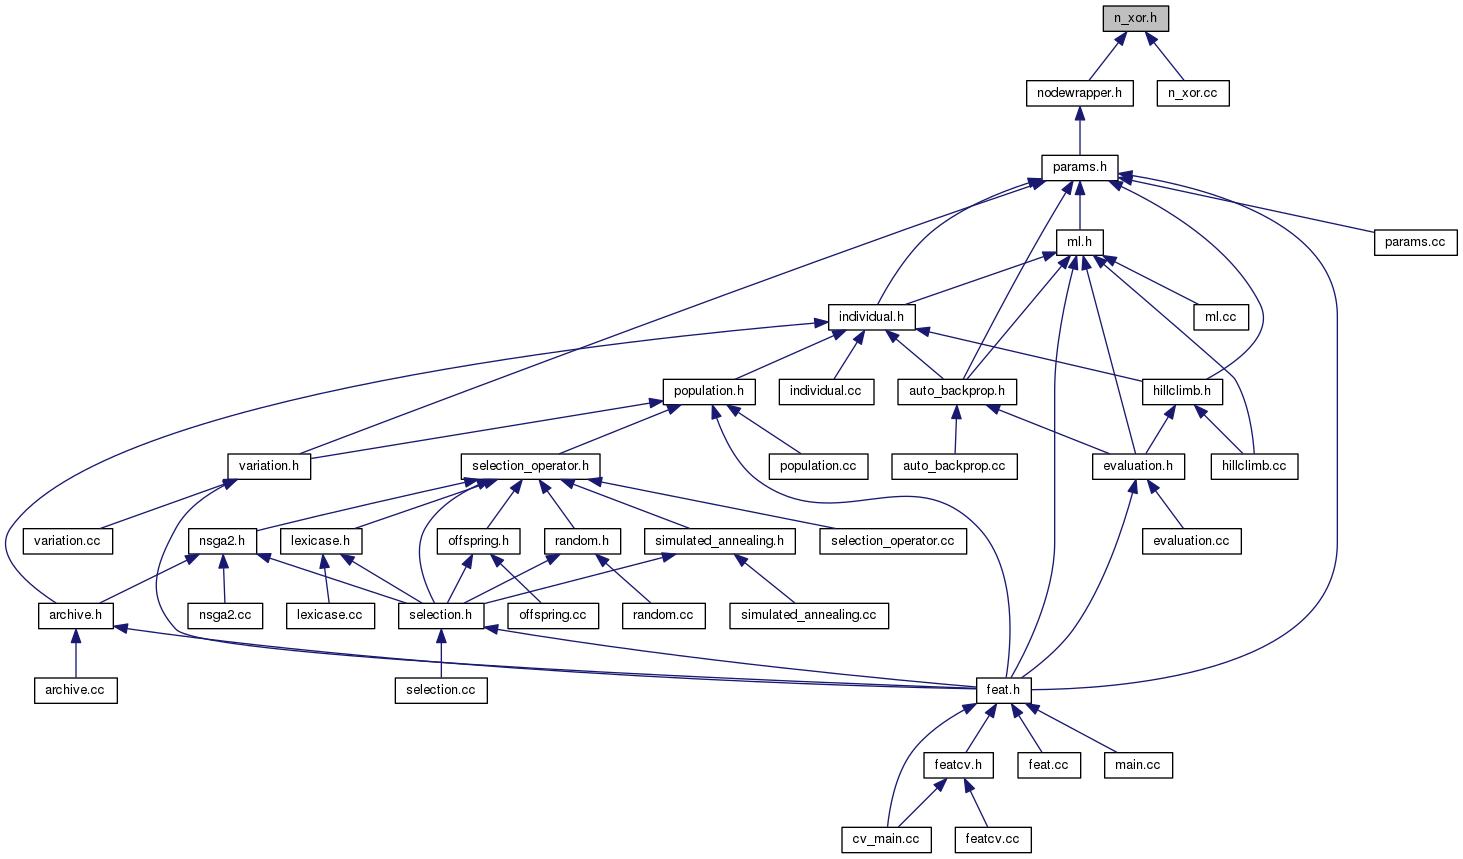 n_xor.h
nodewrapper.h
n_xor.cc
params.h
ml.h
params.cc
individual.h
ml.cc
population.h
individual.cc
auto_backprop.h
hillclimb.h
variation.h
selection_operator.h
population.cc
auto_backprop.cc
evaluation.h
hillclimb.cc
variation.cc
nsga2.h
lexicase.h
offspring.h
random.h
simulated_annealing.h
selection_operator.cc
evaluation.cc
archive.h
nsga2.cc
lexicase.cc
selection.h
offspring.cc
random.cc
simulated_annealing.cc
archive.cc
selection.cc
feat.h
featcv.h
feat.cc
main.cc
cv_main.cc
featcv.cc